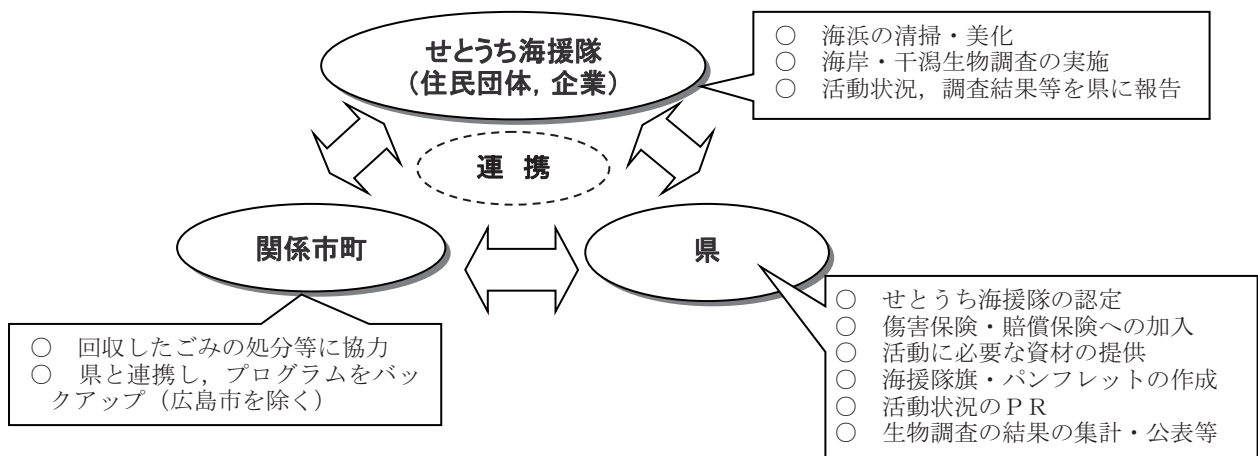 せとうち海援隊
（住民団体，企業）
○　海浜の清掃・美化
○　海岸・干潟生物調査の実施
○　活動状況，調査結果等を県に報告
連　携
関係市町
県
○　回収したごみの処分等に協力
○　県と連携し，プログラムをバッ
クアップ（広島市を除く）
○　せとうち海援隊の認定
○　傷害保険・賠償保険への加入
○　活動に必要な資材の提供
○　海援隊旗・パンフレットの作成
○　活動状況のＰＲ
○　生物調査の結果の集計・公表等